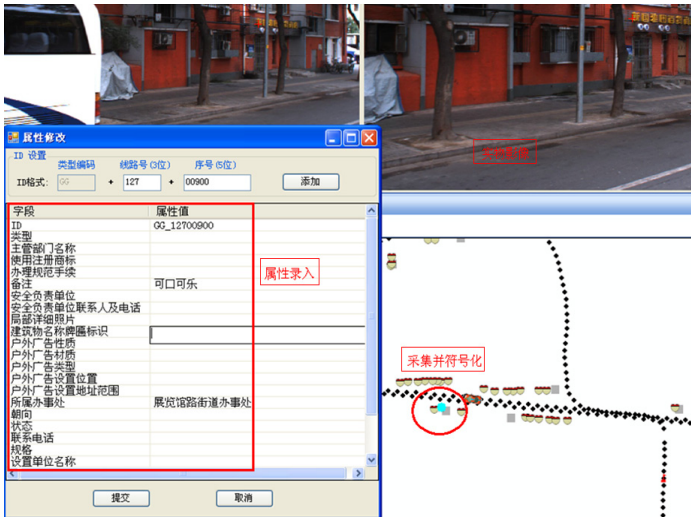 属性修改
ID 设置
类型编码 线路号(3位) 序号(5位)
ID格式: GG + 127 + 00900 添加
字段 属性值
ID GG_12700900
类型
主管部门名称
使用注册商标
办理规范手续
备注 可口可乐
安全负责单位
安全负责单位联系人及电话
局部详细照片
建筑物名称牌匾标识
户外广告性质
户外广告材质
户外广告类型
户外广告设置位置
户外广告设置地址范围
所属办事处 展览馆路街道办事处
朝向
状态
联系电话
规格
设置单位名称
提交 取消
属性录入
采集并符号化